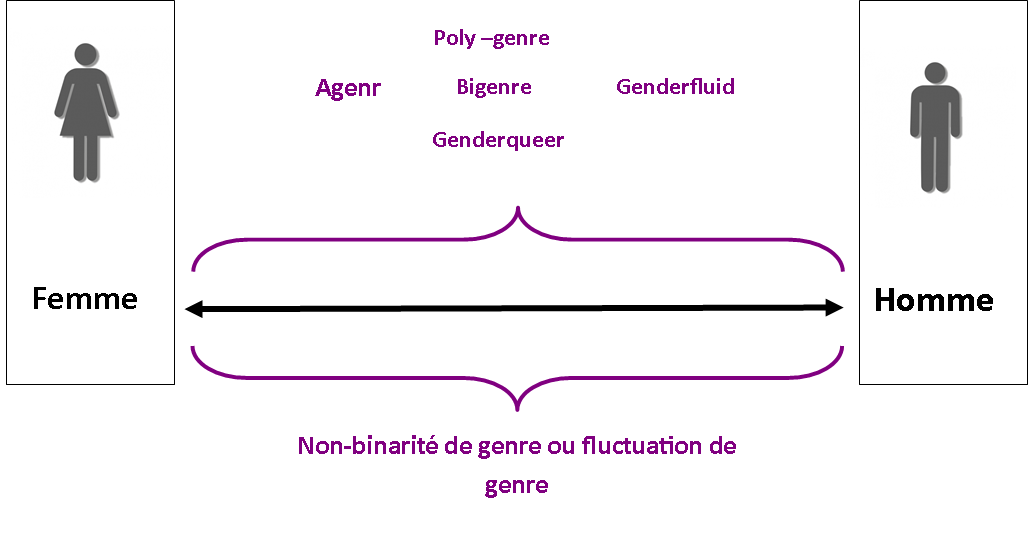 Poly –genre
Agenr Bigenre Genderfluid
Genderqueer
Femme Homme
Non-binarité de genre ou fluctuation de
genre